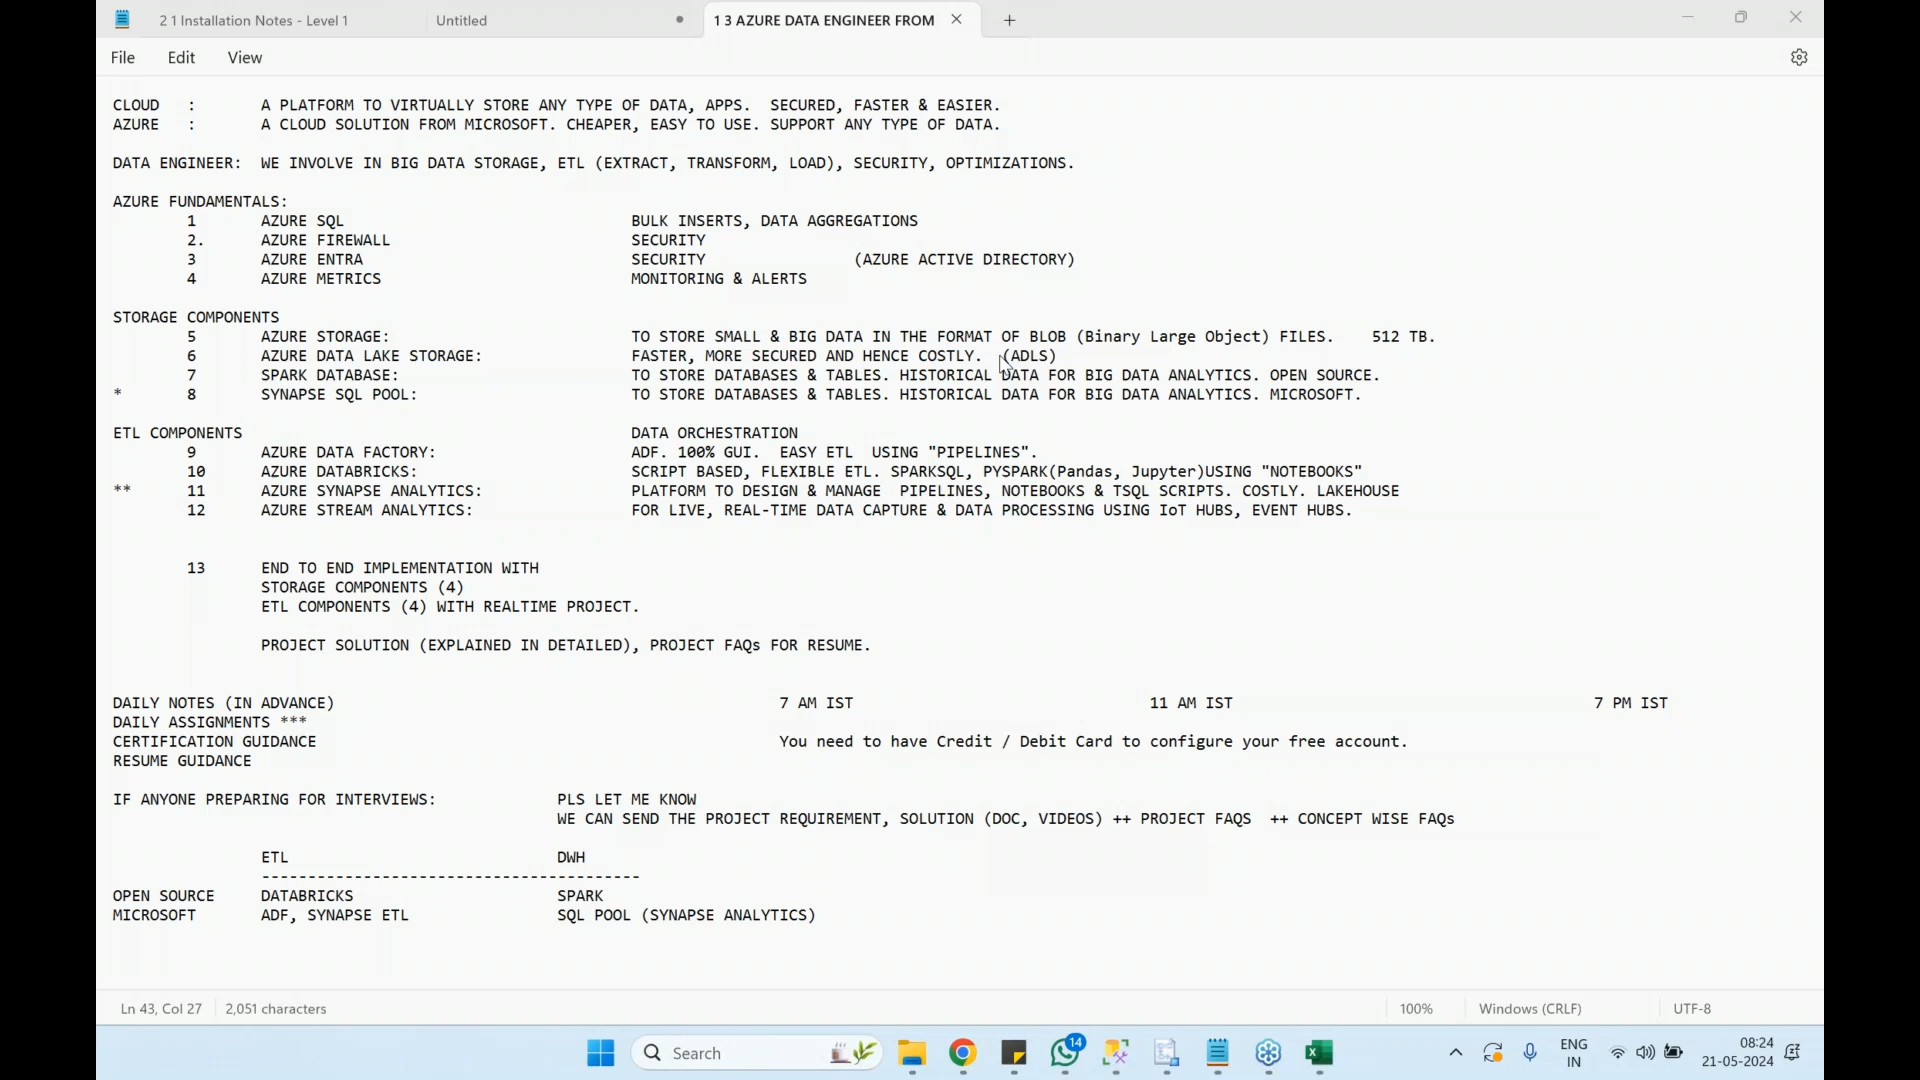 2 1 Installation Notes - Level 1 Untitled 1 3 AZURE DATA ENGINEER FROM
File Edit View
CLOUD : A PLATFORM TO VIRTUALLY STORE ANY TYPE OF DATA, APPS. SECURED, FASTER & EASIER.
AZURE : A CLOUD SOLUTION FROM MICROSOFT. CHEAPER, EASY TO USE. SUPPORT ANY TYPE OF DATA.
DATA ENGINEER: WE INVOLVE IN BIG DATA STORAGE, ETL (EXTRACT, TRANSFORM, LOAD), SECURITY, OPTIMIZATIONS.
AZURE FUNDAMENTALS:
1 AZURE SQL BULK INSERTS, DATA AGGREGATIONS
2. AZURE FIREWALL SECURITY
3 AZURE ENTRA SECURITY (AZURE ACTIVE DIRECTORY)
4 AZURE METRICS MONITORING & ALERTS
STORAGE COMPONENTS
5 AZURE STORAGE: TO STORE SMALL & BIG DATA IN THE FORMAT OF BLOB (Binary Large Object) FILES. 512 TB.
6 AZURE DATA LAKE STORAGE: FASTER, MORE SECURED AND HENCE COSTLY. (ADLS)
7 SPARK DATABASE: TO STORE DATABASES & TABLES. HISTORICAL DATA FOR BIG DATA ANALYTICS. OPEN SOURCE.
* 8 SYNAPSE SQL POOL: TO STORE DATABASES & TABLES. HISTORICAL DATA FOR BIG DATA ANALYTICS. MICROSOFT.
ETL COMPONENTS DATA ORCHESTRATION
9 AZURE DATA FACTORY: ADF. 100% GUI. EASY ETL USING "PIPELINES".
10 AZURE DATABRICKS: SCRIPT BASED, FLEXIBLE ETL. SPARKSQL, PYSPARK(Pandas, Jupyter)USING "NOTEBOOKS"
** 11 AZURE SYNAPSE ANALYTICS: PLATFORM TO DESIGN & MANAGE PIPELINES, NOTEBOOKS & TSQL SCRIPTS. COSTLY. LAKEHOUSE
12 AZURE STREAM ANALYTICS: FOR LIVE, REAL-TIME DATA CAPTURE & DATA PROCESSING USING IoT HUBS, EVENT HUBS.
13 END TO END IMPLEMENTATION WITH
STORAGE COMPONENTS (4)
ETL COMPONENTS (4) WITH REALTIME PROJECT.
PROJECT SOLUTION (EXPLAINED IN DETAILED), PROJECT FAQs FOR RESUME.
DAILY NOTES (IN ADVANCE) 7 AM IST 11 AM IST 7 PM IST
DAILY ASSIGNMENTS ***
CERTIFICATION GUIDANCE You need to have Credit / Debit Card to configure your free account.
RESUME GUIDANCE
IF ANYONE PREPARING FOR INTERVIEWS: PLS LET ME KNOW
WE CAN SEND THE PROJECT REQUIREMENT, SOLUTION (DOC, VIDEOS) ++ PROJECT FAQS ++ CONCEPT WISE FAQs
ETL DWH
-----------------------------------------
OPEN SOURCE DATABRICKS SPARK
MICROSOFT ADF, SYNAPSE ETL SQL POOL (SYNAPSE ANALYTICS)
Ln 43, Col 27 2,051 characters 100% Windows (CRLF) UTF-8
Search 14 ENG IN 08:24 21-05-2024